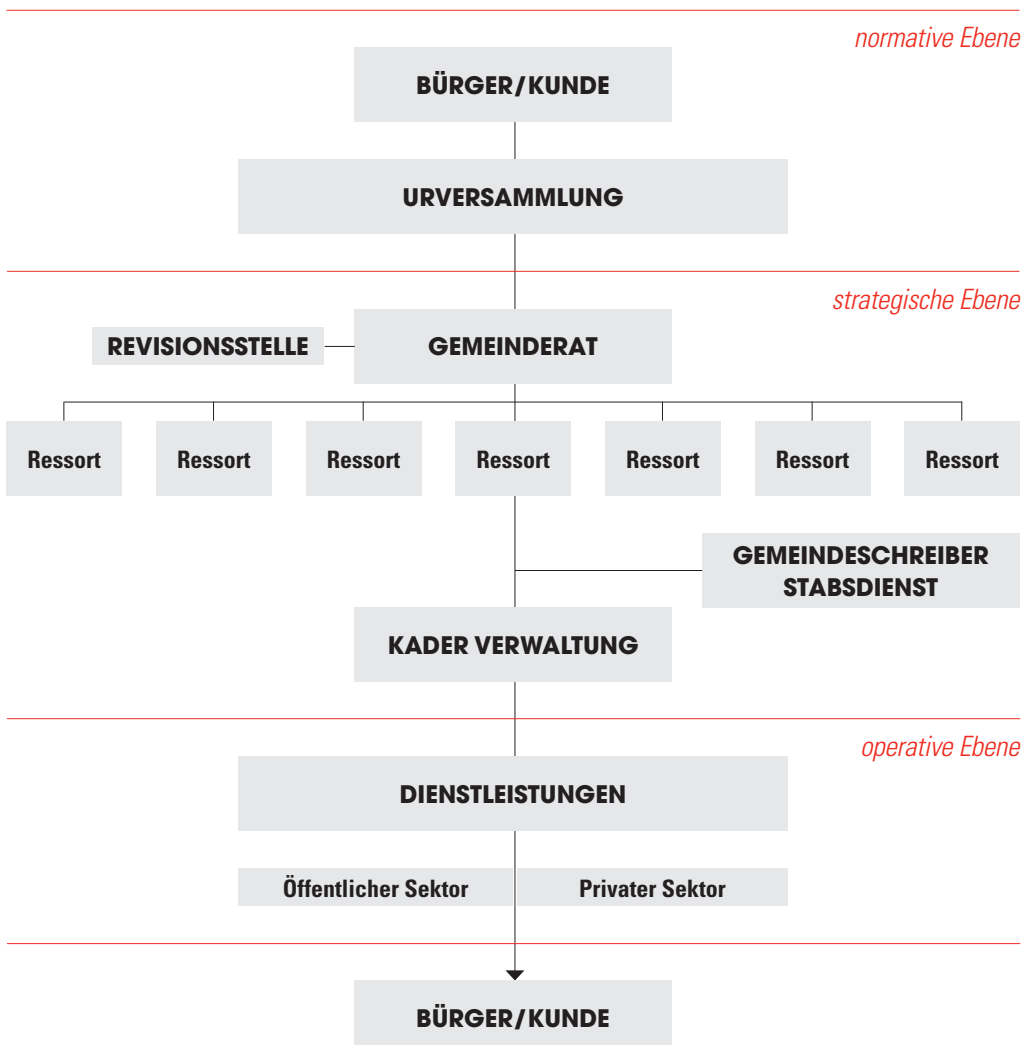 normative Ebene
BÜRGER/KUNDE
URVERSAMMLUNG
strategische Ebene
REVISIONSSTELLE
GEMEINDERAT
Ressort
Ressort
Ressort
Ressort
Ressort
Ressort
Ressort
GEMEINDESCHREIBER
STABSDIENST
KADER VERWALTUNG
operative Ebene
DIENSTLEISTUNGEN
Öffentlicher Sektor
Privater Sektor
BÜRGER/KUNDE